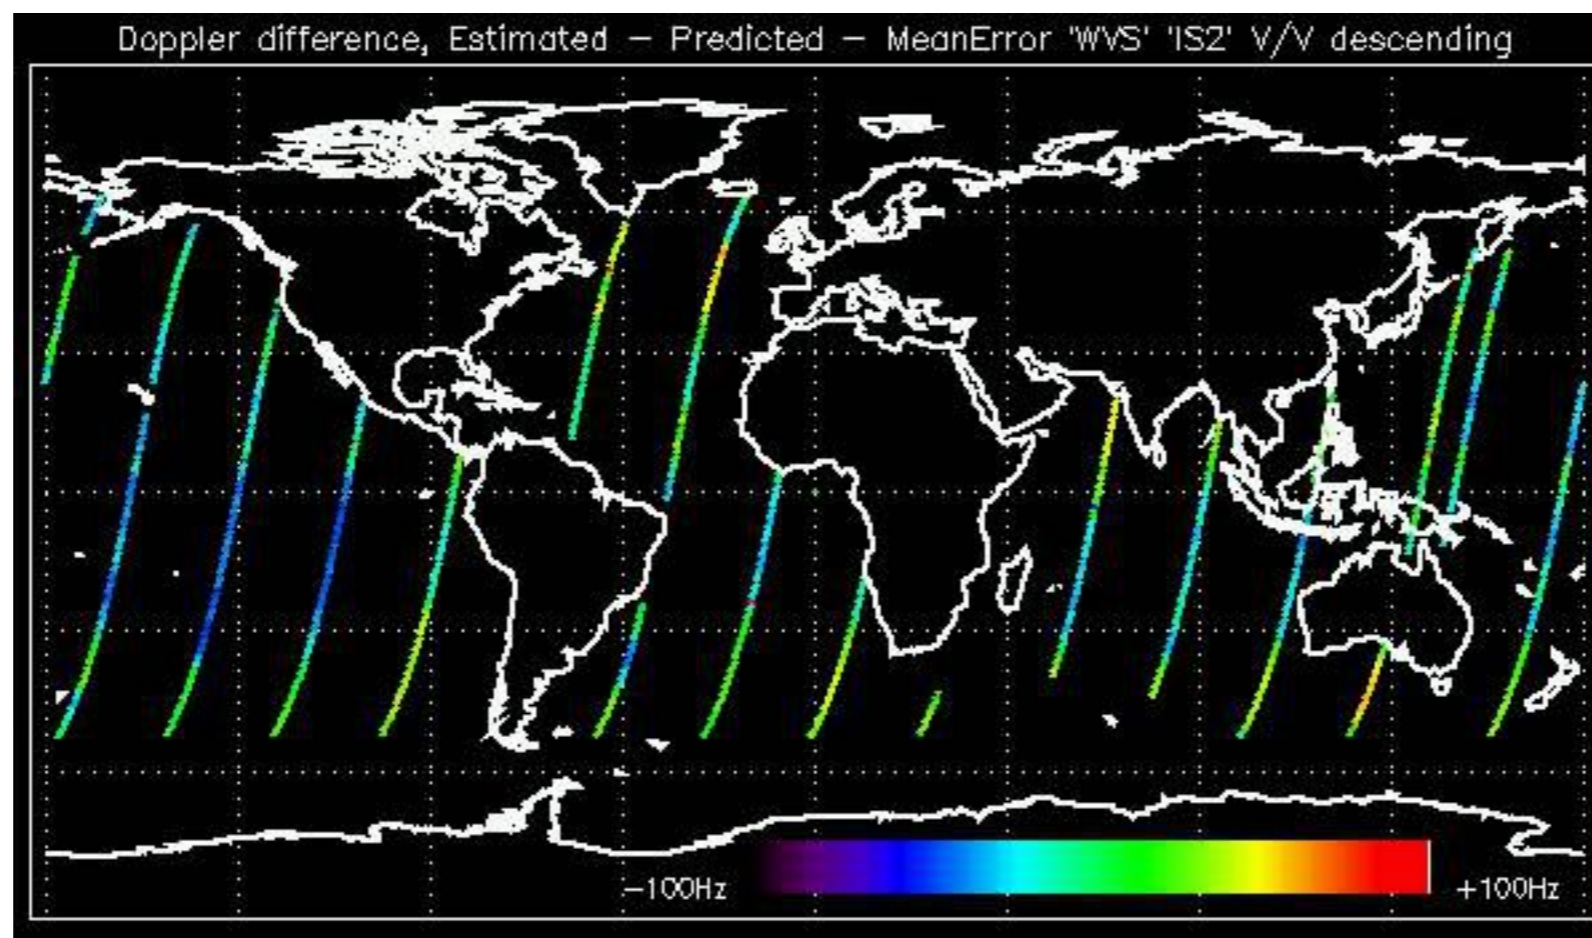 Doppler difference, Estimated – Predicted – MeanError 'WVS' 'IS2' V/V descending
–100Hz
+100Hz